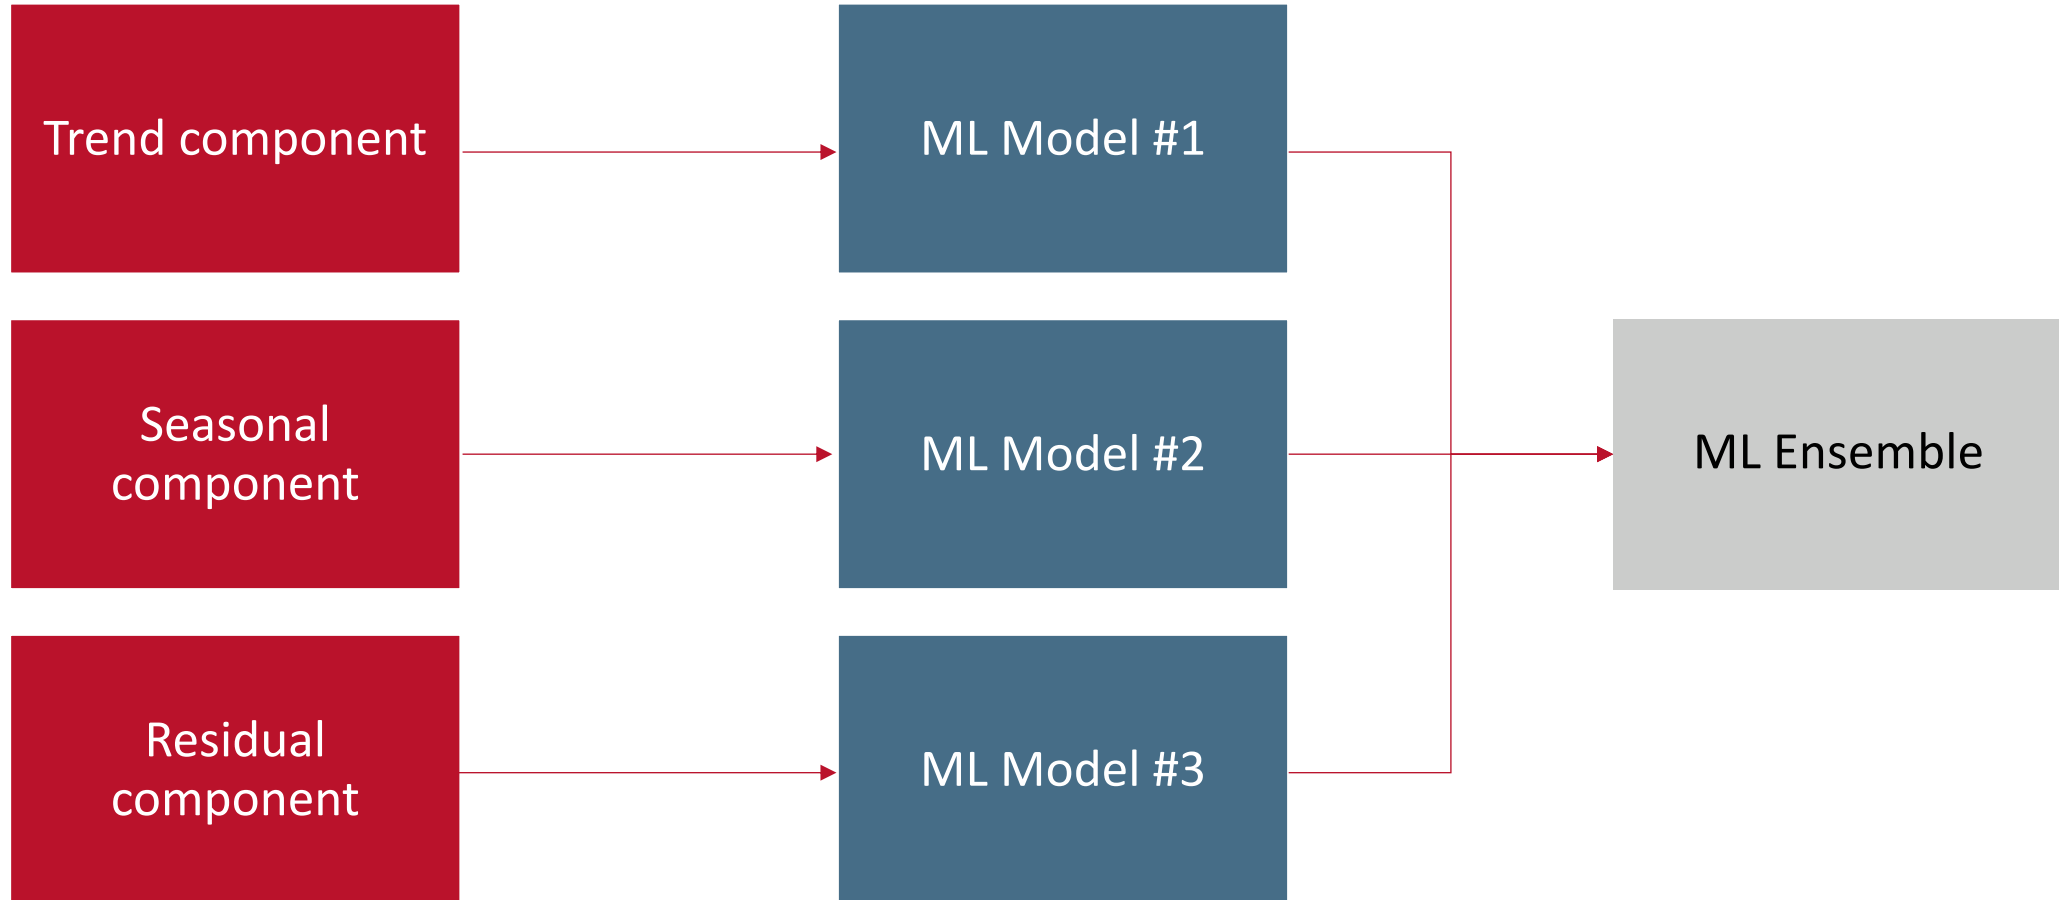 Trend component
ML Model #1
Seasonal
component
ML Model #2
ML Ensemble
Residual
component
ML Model #3